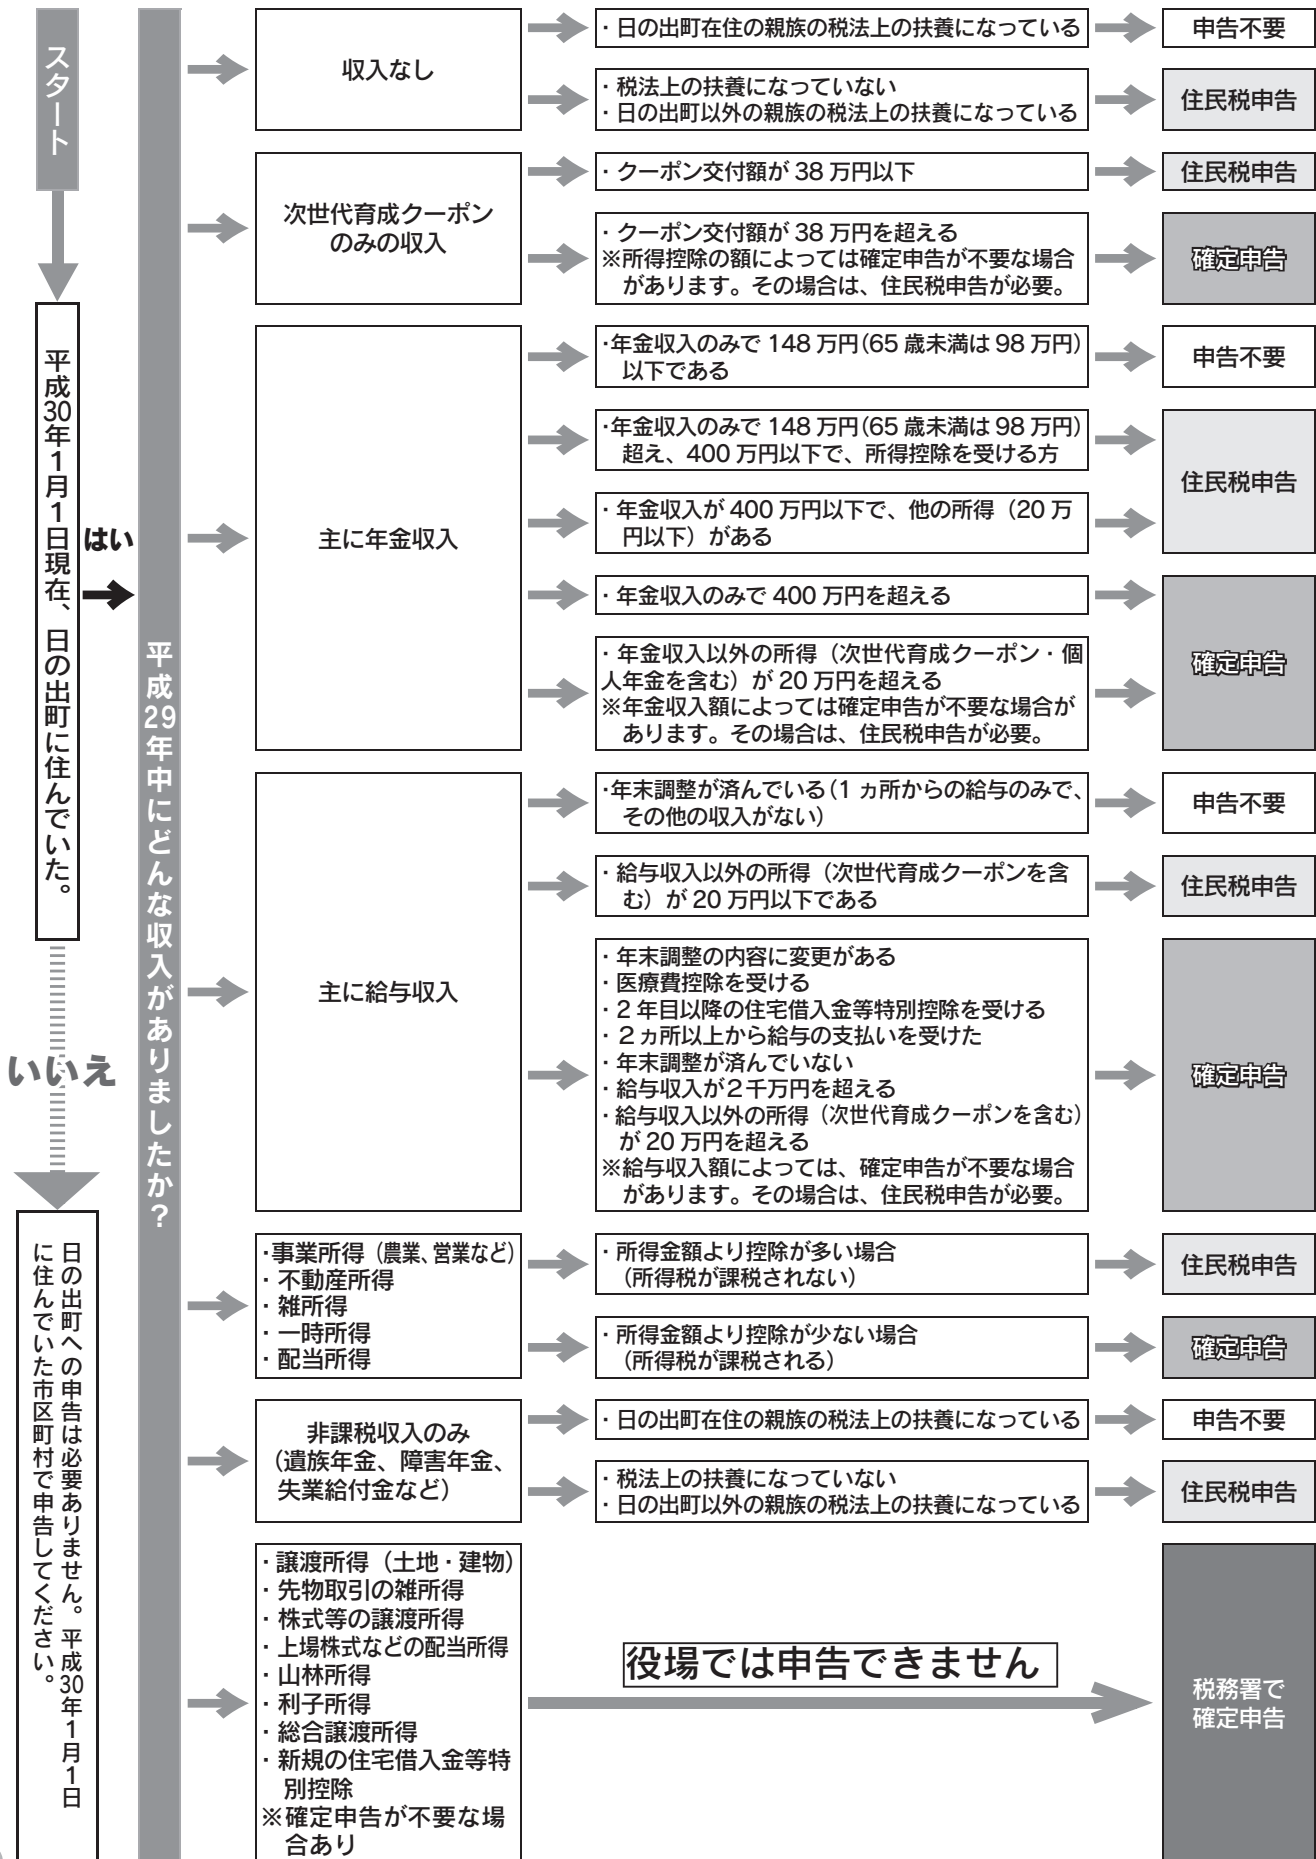 スタート
平成30年1月1日現在、日の出町に住んでいた。
はい
いいえ
日の出町への申告は必要ありません。平成30年1月1日
に住んでいた市区町村で申告してください。
平成29年中にどんな収入がありましたか？
収入なし
・日の出町在住の親族の税法上の扶養になっている
申告不要
・税法上の扶養になっていない
・日の出町以外の親族の税法上の扶養になっている
住民税申告
次世代育成クーポン
のみの収入
・クーポン交付額が 38 万円以下
住民税申告
・クーポン交付額が 38 万円を超える
※所得控除の額によっては確定申告が不要な場合
があります。その場合は、住民税申告が必要。
確定申告
主に年金収入
・年金収入のみで 148 万円（65 歳未満は 98 万円）
以下である
申告不要
・年金収入のみで 148 万円（65 歳未満は 98 万円）
超え、400 万円以下で、所得控除を受ける方
・年金収入が 400 万円以下で、他の所得（20 万
円以下）がある
住民税申告
・年金収入のみで 400 万円を超える
・年金収入以外の所得（次世代育成クーポン・個
人年金を含む）が 20 万円を超える
※年金収入額によっては確定申告が不要な場合が
あります。その場合は、住民税申告が必要。
確定申告
主に給与収入
・年末調整が済んでいる（1 ヵ所からの給与のみで、
その他の収入がない）
申告不要
・給与収入以外の所得（次世代育成クーポンを含
む）が 20 万円以下である
住民税申告
・年末調整の内容に変更がある
・医療費控除を受ける
・2 年目以降の住宅借入金等特別控除を受ける
・2ヵ所以上から給与の支払いを受けた
・年末調整が済んでいない
・給与収入が２千万円を超える
・給与収入以外の所得（次世代育成クーポンを含む）
が 20 万円を超える
※給与収入額によっては、確定申告が不要な場合
があります。その場合は、住民税申告が必要。
確定申告
・事業所得（農業、営業など）
・不動産所得
・雑所得
・一時所得
・配当所得
・所得金額より控除が多い場合
（所得税が課税されない）
住民税申告
・所得金額より控除が少ない場合
（所得税が課税される）
確定申告
非課税収入のみ
（遺族年金、障害年金、
失業給付金など）
・日の出町在住の親族の税法上の扶養になっている
申告不要
・税法上の扶養になっていない
・日の出町以外の親族の税法上の扶養になっている
住民税申告
・譲渡所得（土地・建物）
・先物取引の雑所得
・株式等の譲渡所得
・上場株式などの配当所得
・山林所得
・利子所得
・総合譲渡所得
・新規の住宅借入金等特
別控除
※確定申告が不要な場
合あり
役場では申告できません
税務署で
確定申告